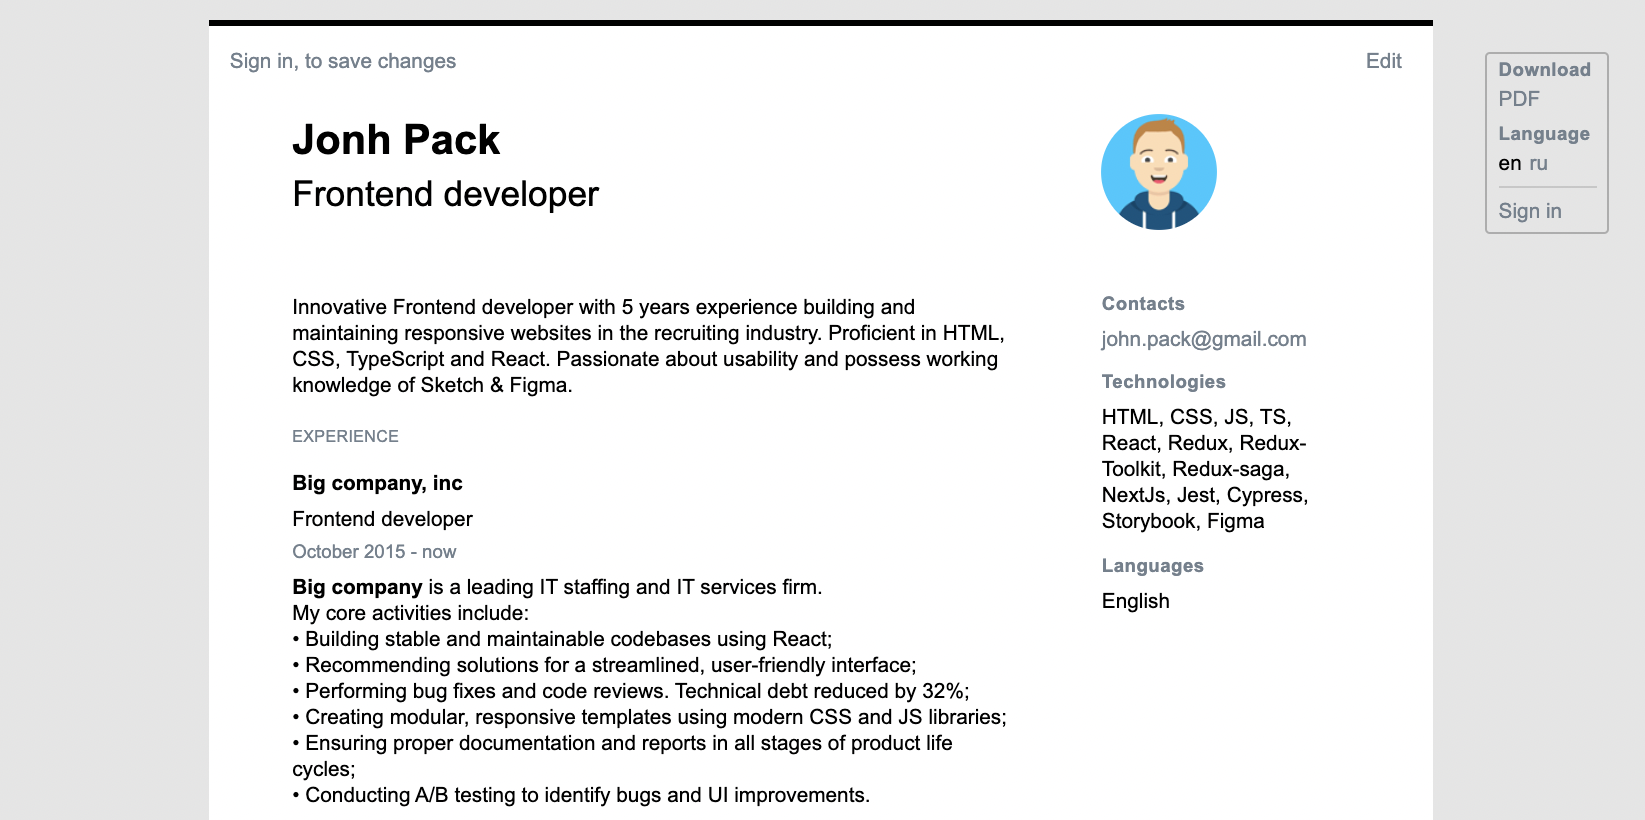 Sign in, to save changes
Edit
Jonh Pack
Frontend developer
Innovative Frontend developer with 5 years experience building and
maintaining responsive websites in the recruiting industry. Proficient in HTML,
CSS, TypeScript and React. Passionate about usability and possess working
knowledge of Sketch & Figma.
EXPERIENCE
Big company, inc
Frontend developer
October 2015 - now
Big company is a leading IT staffing and IT services firm.
My core activities include:
• Building stable and maintainable codebases using React;
• Recommending solutions for a streamlined, user-friendly interface;
• Performing bug fixes and code reviews. Technical debt reduced by 32%;
• Creating modular, responsive templates using modern CSS and JS libraries;
• Ensuring proper documentation and reports in all stages of product life
cycles;
• Conducting A/B testing to identify bugs and UI improvements.
Contacts
john.pack@gmail.com
Technologies
HTML, CSS, JS, TS,
React, Redux, Redux-
Toolkit, Redux-saga,
NextJs, Jest, Cypress,
Storybook, Figma
Languages
English
Download
PDF
Language
en ru
Sign in